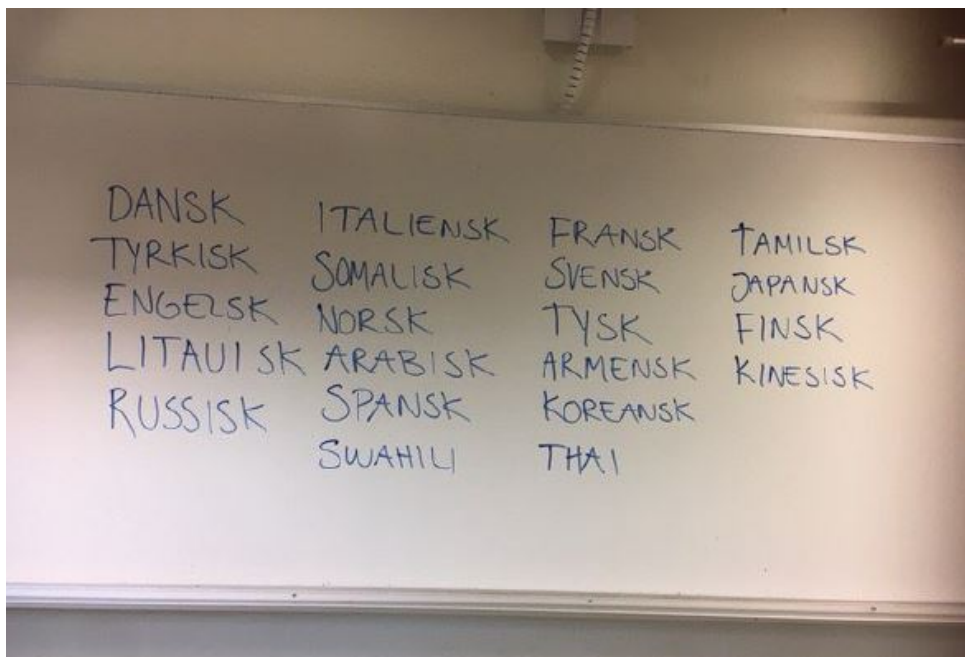 DANSK
TYRKISK
ENGELSK
LITAUISK
RUSSISK
ITALIENSK
SOMALISK
NORSK
ARABISK
SPANSK
SWAHILI
FRANSK
SVENSK
TYSK
ARMENSK
KOREANSK
THAI
TAMILSK
JAPANSK
FINSK
KINESISK